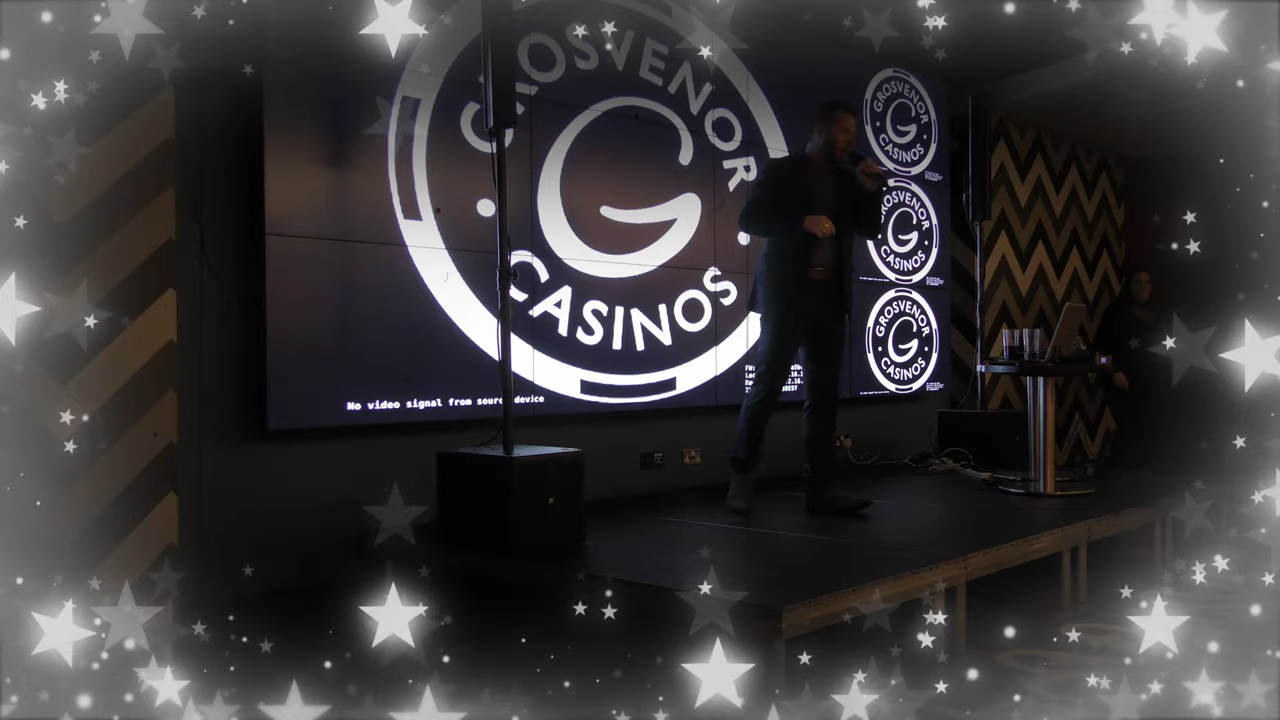 GROSVENOR
G
CASINOS
No video signal from source device
GROSVENOR
G
CASINOS
GROSVENOR
G
CASINOS
GROSVENOR
G
CASINOS